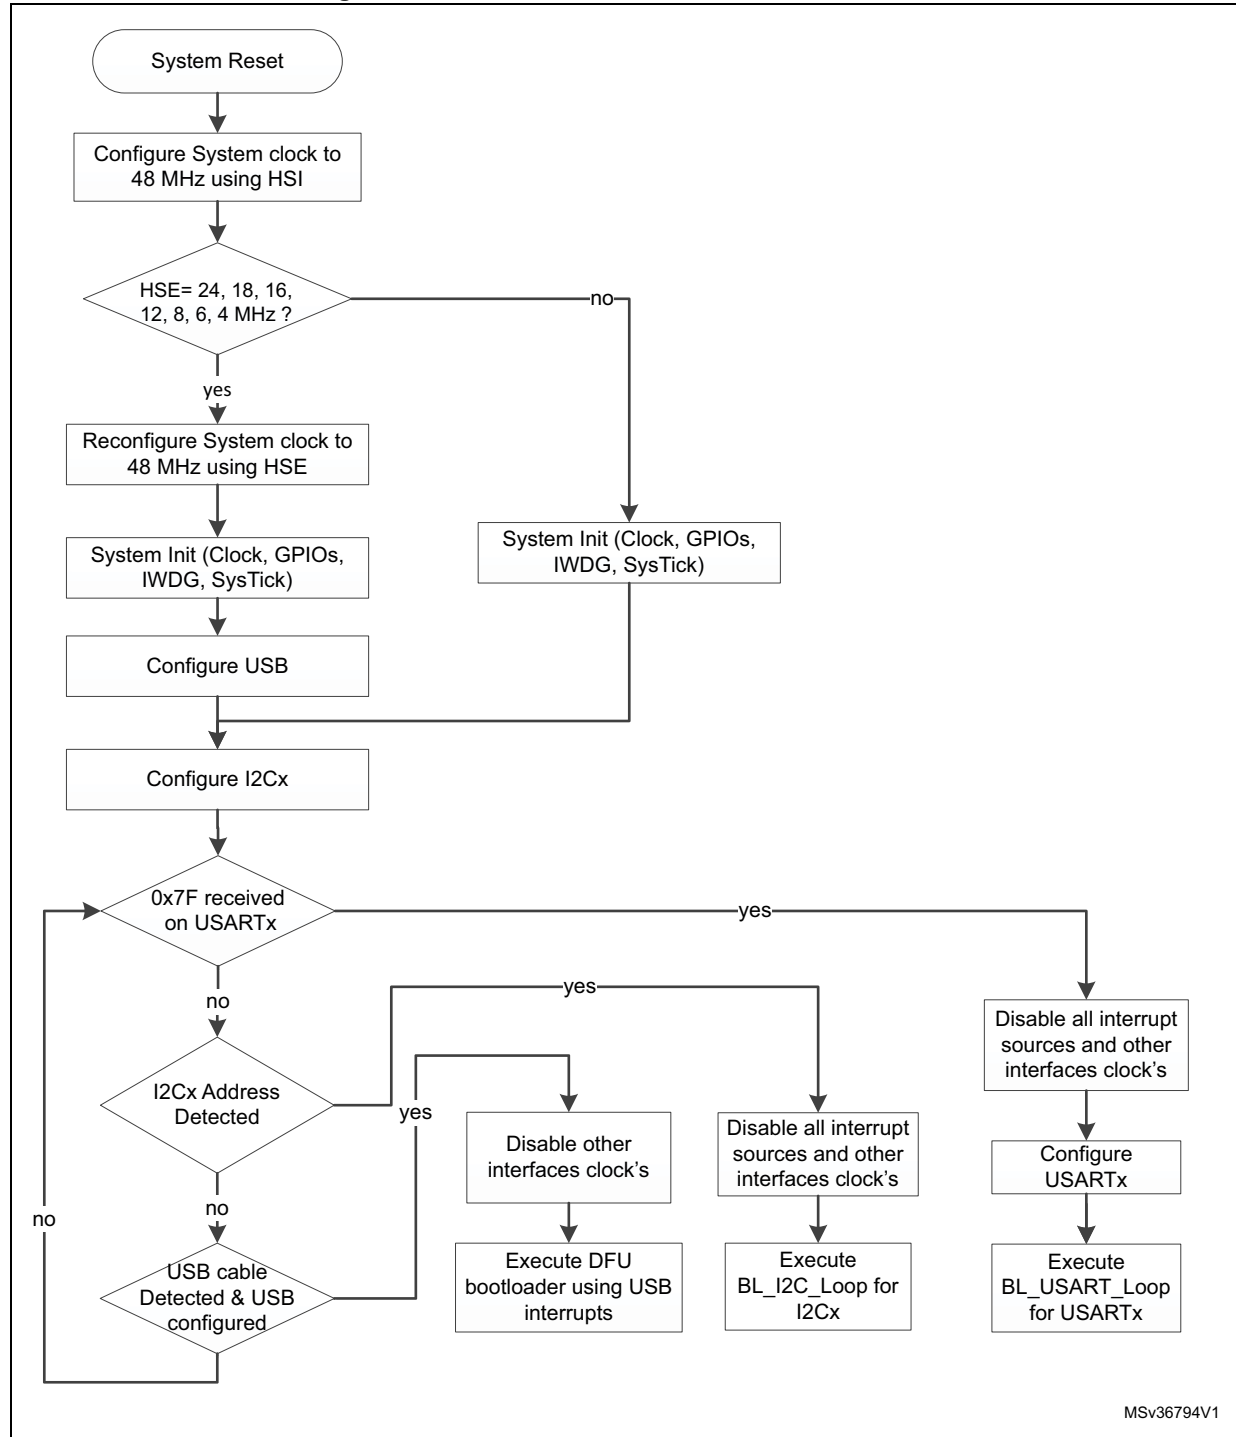 System Reset
Configure System clock to
48 MHz using HSI
HSE= 24, 18, 16,
12, 8, 6, 4 MHz ?
no
yes
Reconfigure System clock to
48 MHz using HSE
System Init (Clock, GPIOs,
IWDG, SysTick)
System Init (Clock, GPIOs,
IWDG, SysTick)
Configure USB
Configure I2Cx
0x7F received
on USARTx
yes
no
yes
Disable all interrupt
sources and other
interfaces clock's
I2Cx Address
Detected
yes
Disable other
interfaces clock's
Disable all interrupt
sources and other
interfaces clock's
Configure
USARTx
no
no
USB cable
Detected & USB
configured
Execute DFU
bootloader using USB
interrupts
Execute
BL_I2C_Loop for
I2Cx
Execute
BL_USART_Loop
for USARTx
MSv36794V1